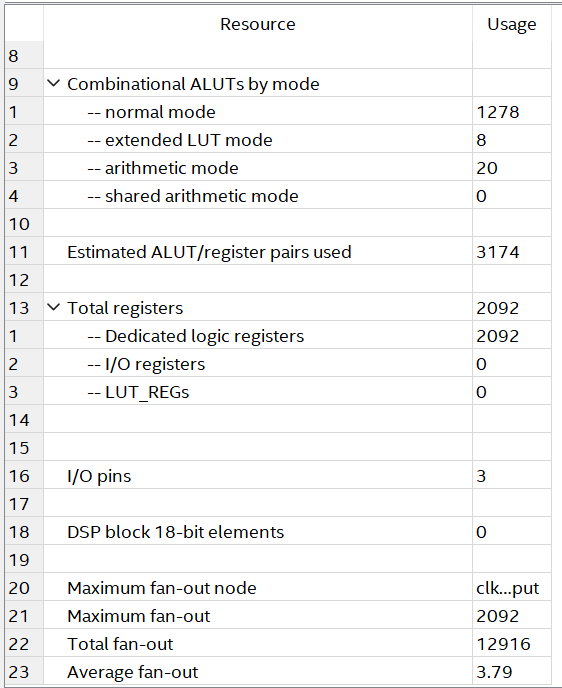 Resource Usage
8
9 Combinational ALUTs by mode
1 -- normal mode 1278
2 -- extended LUT mode 8
3 -- arithmetic mode 20
4 -- shared arithmetic mode 0
10
11 Estimated ALUT/register pairs used 3174
12
13 Total registers 2092
1 -- Dedicated logic registers 2092
2 -- I/O registers 0
3 -- LUT_REGs 0
14
15
16 I/O pins 3
17
18 DSP block 18-bit elements 0
19
20 Maximum fan-out node clk...put
21 Maximum fan-out 2092
22 Total fan-out 12916
23 Average fan-out 3.79